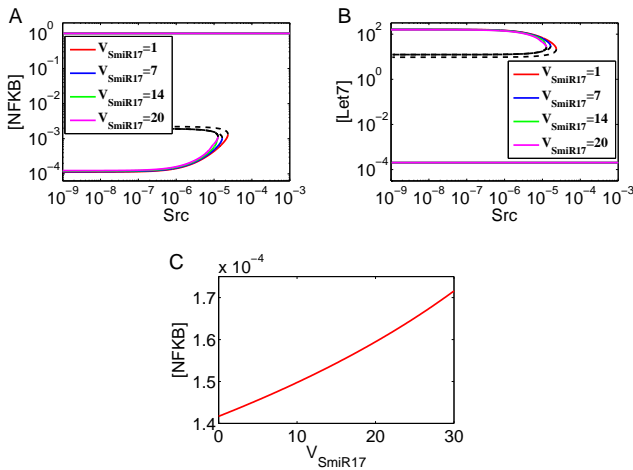 A
[NFKB]
10^0
10^-1
10^-2
10^-3
10^-4
V_SmiR17=1
V_SmiR17=7
V_SmiR17=14
V_SmiR17=20
10^-9 10^-8 10^-7 10^-6 10^-5 10^-4 10^-3
Src
B
[Let7]
10^2
10^0
10^-2
10^-4
V_SmiR17=1
V_SmiR17=7
V_SmiR17=14
V_SmiR17=20
10^-9 10^-8 10^-7 10^-6 10^-5 10^-4 10^-3
Src
C
x 10^-4
[NFKB]
1.7
1.6
1.5
1.4
0 10 20 30
V_SmiR17